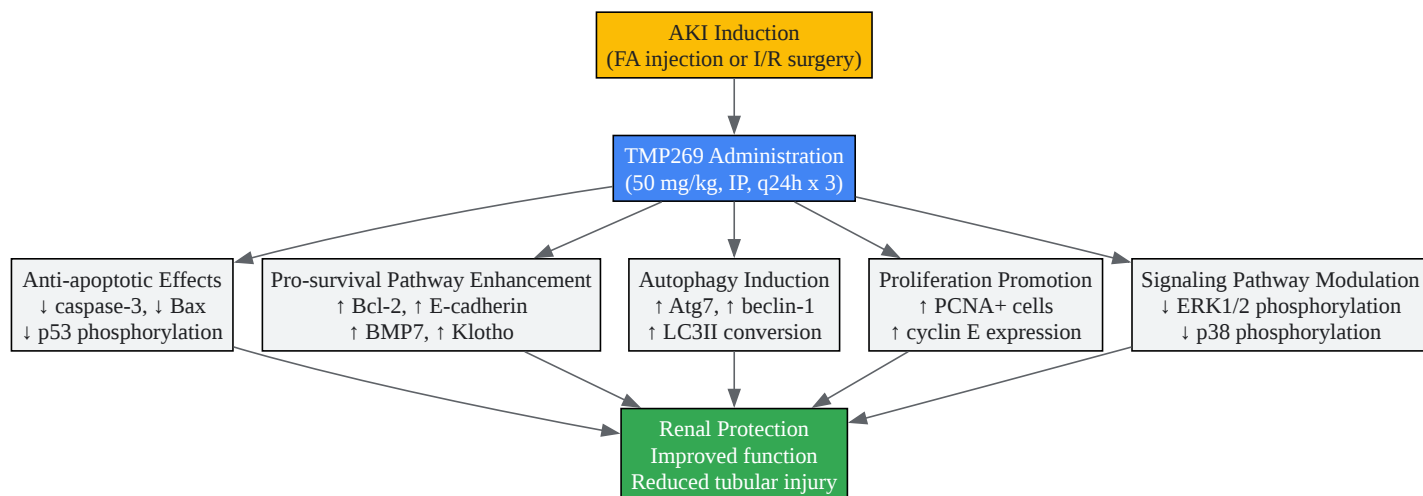 AKI Induction
(FA injection or I/R surgery)
TMP269 Administration
(50 mg/kg, IP, q24h x 3)
Anti-apoptotic Effects
↓ caspase-3, ↓ Bax
↓ p53 phosphorylation
Pro-survival Pathway Enhancement
↑ Bcl-2, ↑ E-cadherin
↑ BMP7, ↑ Klotho
Autophagy Induction
↑ Atg7, ↑ beclin-1
↑ LC3II conversion
Proliferation Promotion
↑ PCNA+ cells
↑ cyclin E expression
Signaling Pathway Modulation
↓ ERK1/2 phosphorylation
↓ p38 phosphorylation
Renal Protection
Improved function
Reduced tubular injury